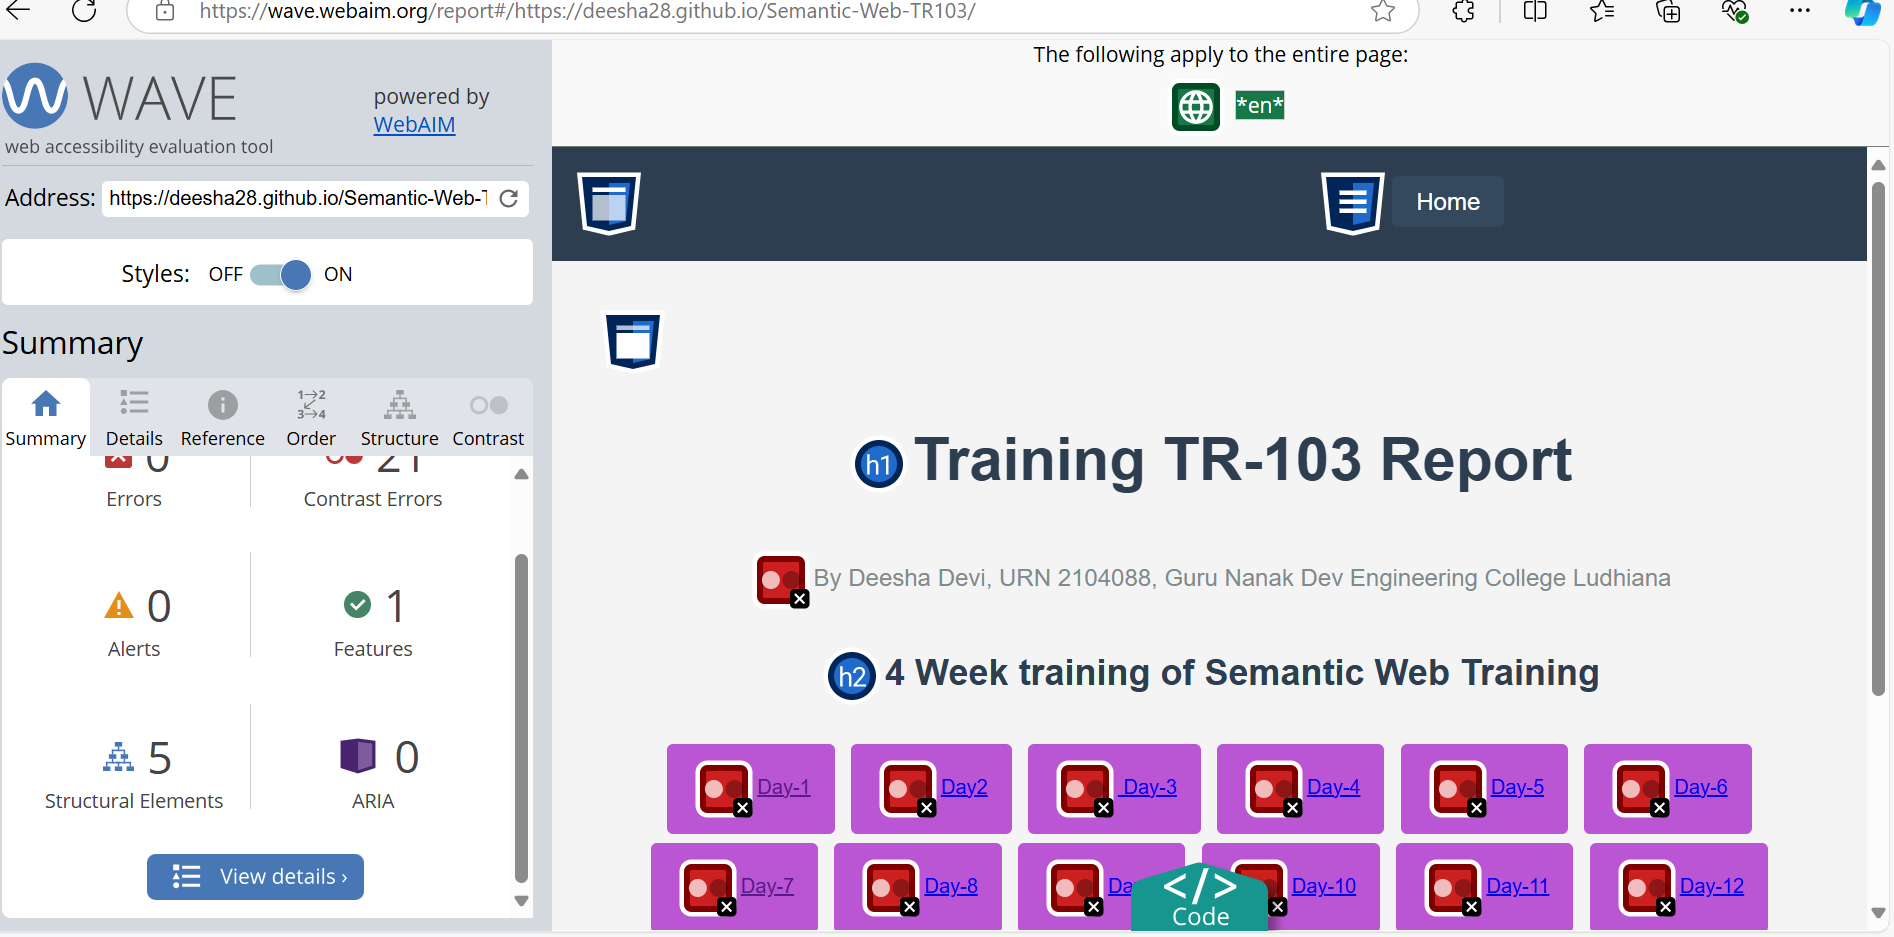 https://wave.webaim.org/report#/https://deesha28.github.io/Semantic-Web-TR103/
WAVE
powered by
WebAIM
web accessibility evaluation tool
Address: https://deesha28.github.io/Semantic-Web-T
Styles: OFF ON
Summary
Summary Details Reference Order Structure Contrast
1→2
3→4
0 21
Errors Contrast Errors
0 1
Alerts Features
5 0
Structural Elements ARIA
View details ›
The following apply to the entire page:
*en*
Home
h1 Training TR-103 Report
By Deesha Devi, URN 2104088, Guru Nanak Dev Engineering College Ludhiana
h2 4 Week training of Semantic Web Training
Day-1 Day2 Day-3 Day-4 Day-5 Day-6
Day-7 Day-8 Da Day-10 Day-11 Day-12
</>
Code